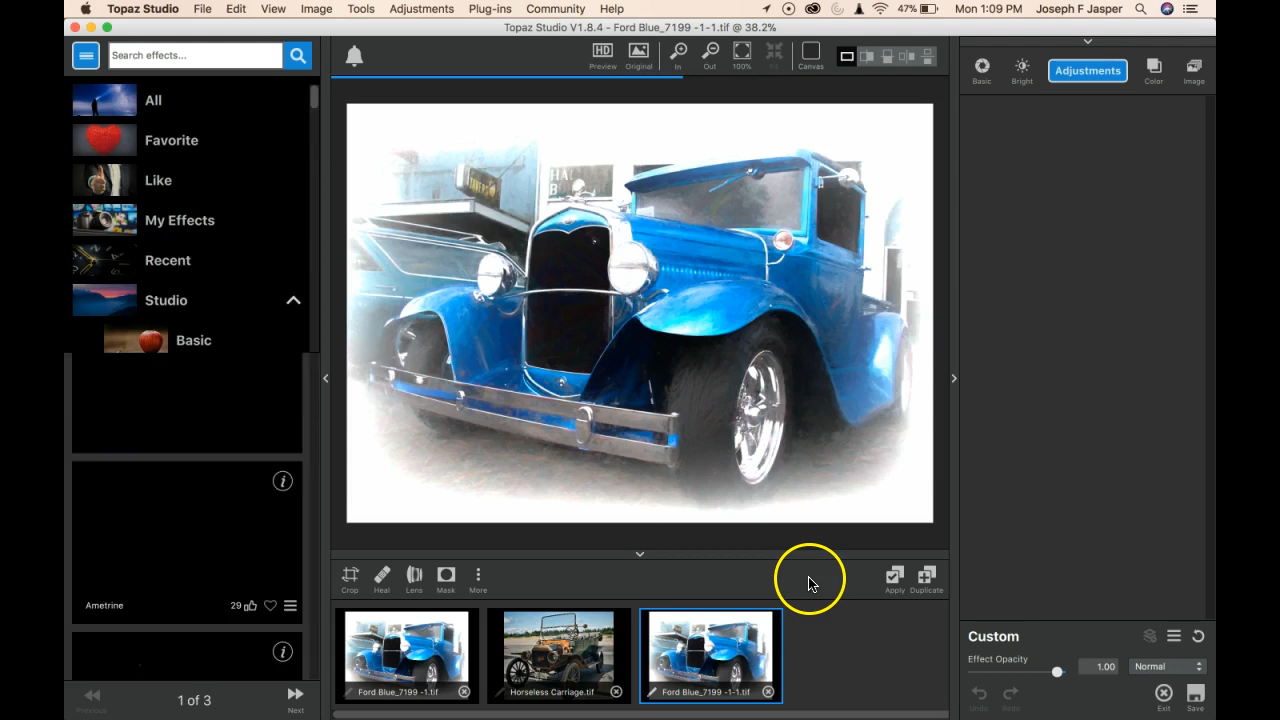 Topaz Studio File Edit View Image Tools Adjustments Plug-ins Community Help 47% Mon 1:09 PM Joseph F Jasper
Topaz Studio V1.8.4 - Ford Blue_7199 -1-1.tif @ 38.2%
Search effects...
Preview Original In Out 100% Fit Canvas
Basic Bright Adjustments Color Image
All
Favorite
Like
My Effects
Recent
Studio
Basic
TAVERN
HA
B
Ametrine 29
Crop Heal Lens Mask More Apply Duplicate
Ford Blue_7199 -1.tif Horseless Carriage.tif Ford Blue_7199 -1-1.tif
Previous 1 of 3 Next
Custom
Effect Opacity 1.00 Normal
Undo Redo Exit Save